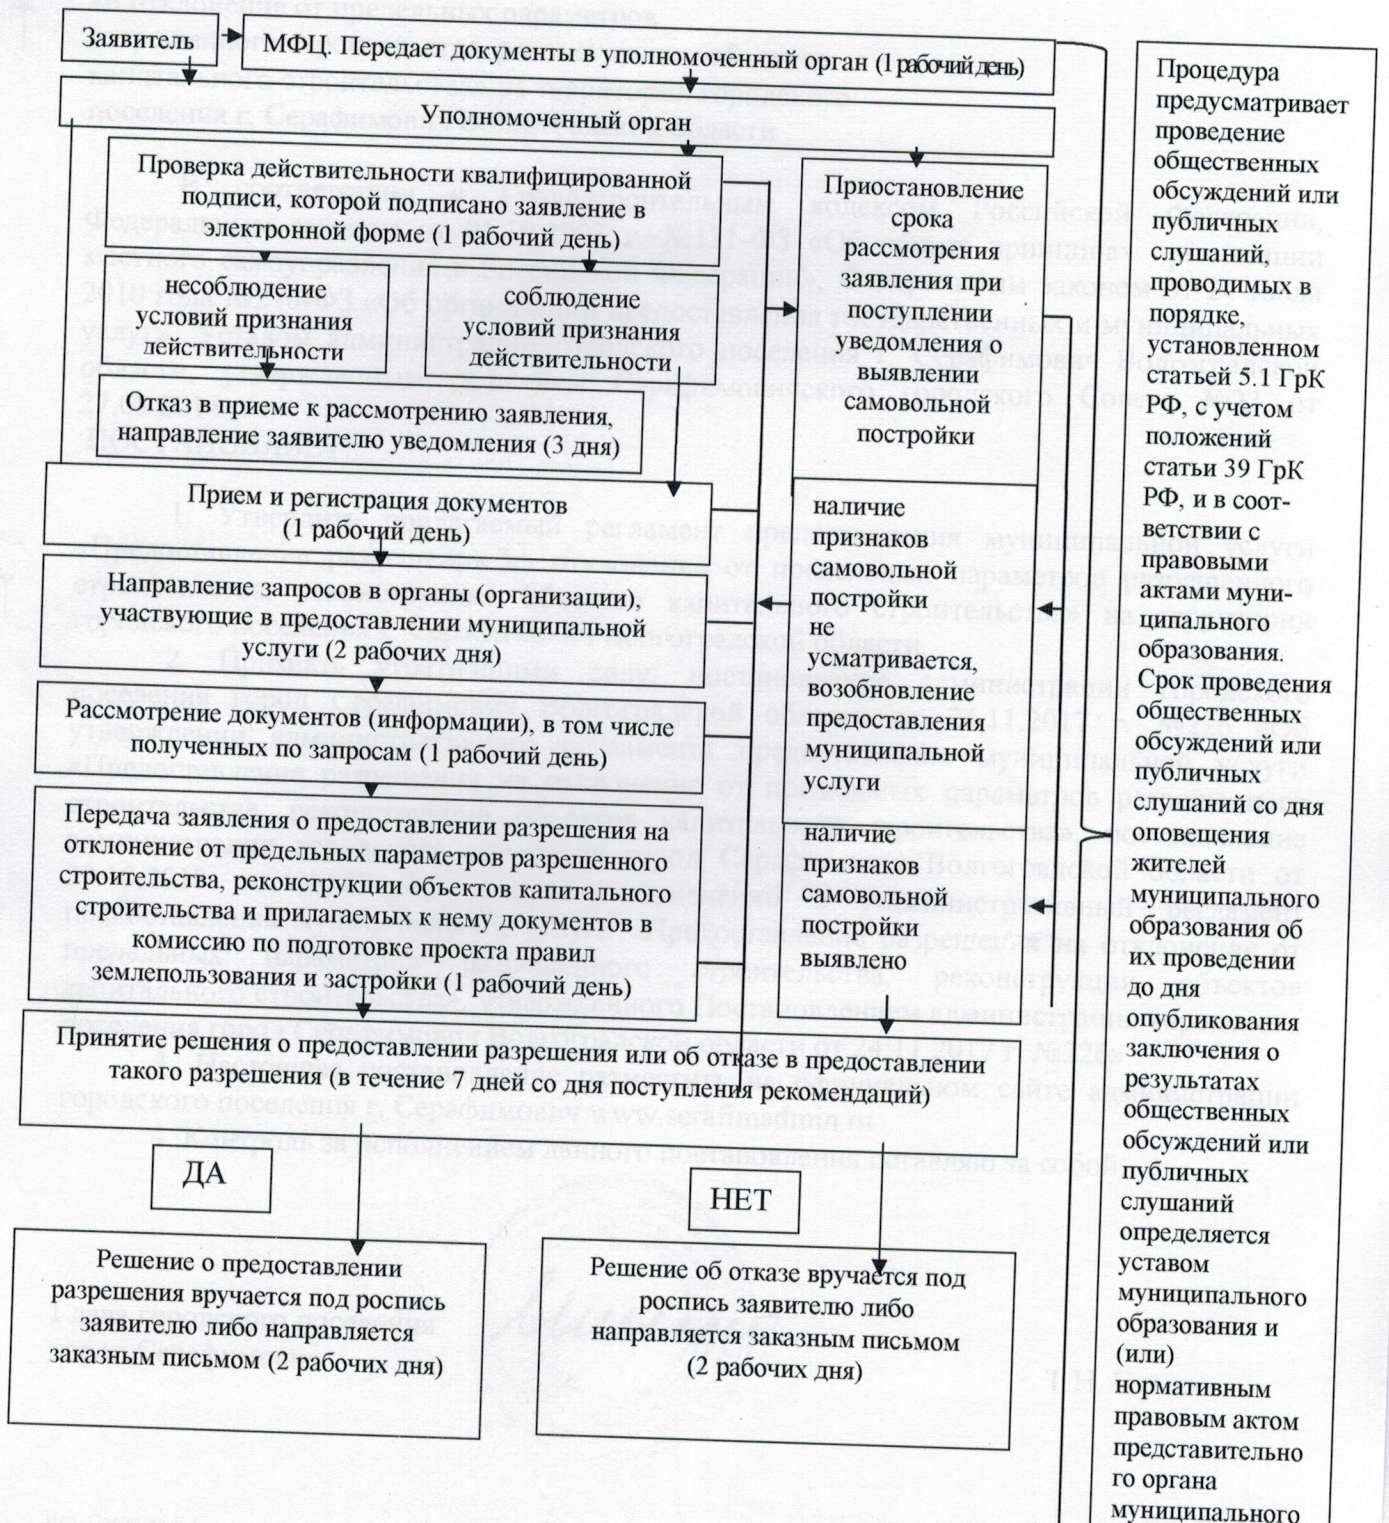 Заявитель
МФЦ. Передает документы в уполномоченный орган (1рабочий день)
Уполномоченный орган
Проверка действительности квалифицированной
подписи, которой подписано заявление в
электронной форме (1 рабочий день)
несоблюдение
условий признания
действительности
соблюдение
условий признания
действительности
Отказ в приеме к рассмотрению заявления,
направление заявителю уведомления (3 дня)
Прием и регистрация документов
(1 рабочий день)
Направление запросов в органы (организации),
участвующие в предоставлении муниципальной
услуги (2 рабочих дня)
Рассмотрение документов (информации), в том числе
полученных по запросам (1 рабочий день)
Передача заявления о предоставлении разрешения на
отклонение от предельных параметров разрешенного
строительства, реконструкции объектов капитального
строительства и прилагаемых к нему документов в
комиссию по подготовке проекта правил
землепользования и застройки (1 рабочий день)
Приостановление
срока
рассмотрения
заявления при
поступлении
уведомления о
выявлении
самовольной
постройки
наличие
признаков
самовольной
постройки
не
усматривается,
возобновление
предоставления
муниципальной
услуги
наличие
признаков
самовольной
постройки
выявлено
Принятие решения о предоставлении разрешения или об отказе в предоставлении
такого разрешения (в течение 7 дней со дня поступления рекомендаций)
ДА
НЕТ
Решение о предоставлении
разрешения вручается под роспись
заявителю либо направляется
заказным письмом (2 рабочих дня)
Решение об отказе вручается под
роспись заявителю либо
направляется заказным письмом
(2 рабочих дня)
Процедура
предусматривает
проведение
общественных
обсуждений или
публичных
слушаний,
проводимых в
порядке,
установленном
статьей 5.1 ГрК
РФ, с учетом
положений
статьи 39 ГрК
РФ, и в соот-
ветствии с
правовыми
актами муни-
ципального
образования.
Срок проведения
общественных
обсуждений или
публичных
слушаний со дня
оповещения
жителей
муниципального
образования об
их проведении
до дня
опубликования
заключения о
результатах
общественных
обсуждений или
публичных
слушаний
определяется
уставом
муниципального
образования и
(или)
нормативным
правовым актом
представительно
го органа
муниципального